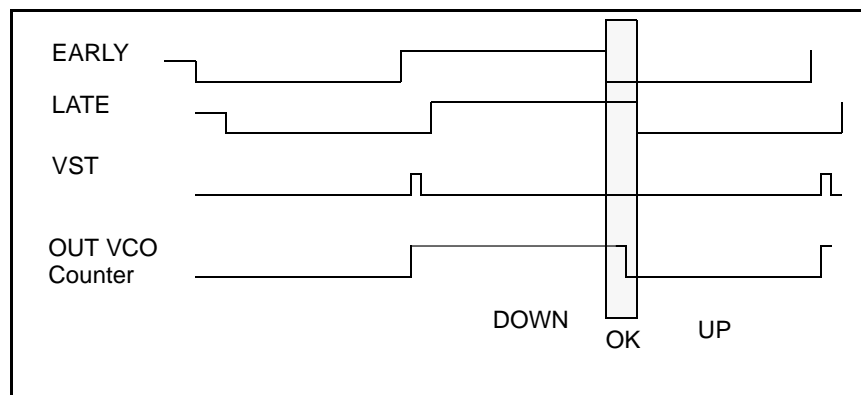 EARLY
LATE
VST
OUT VCO
Counter
DOWN
OK
UP